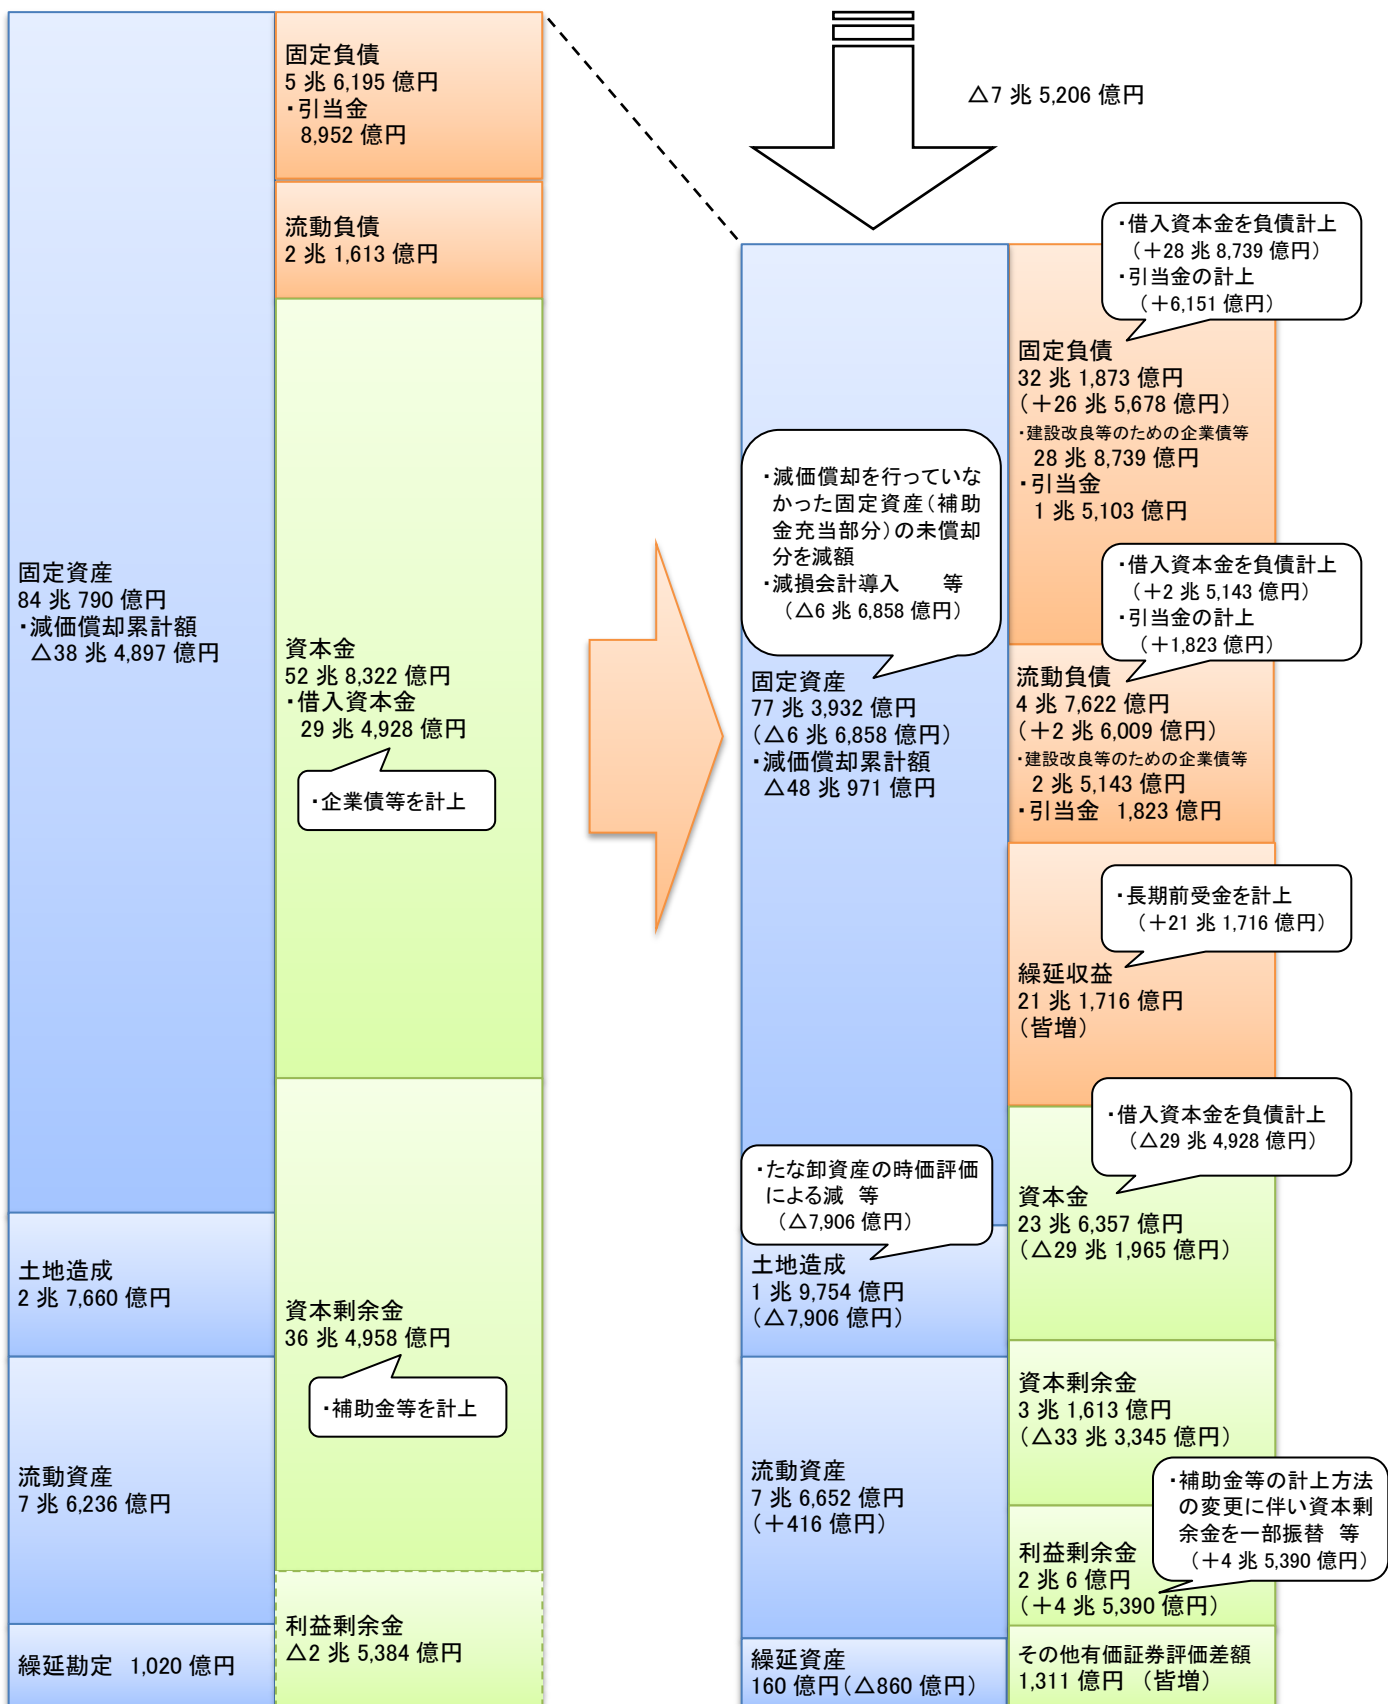 固定負債
5 兆 6,195 億円
・引当金
8,952 億円
流動負債
2 兆 1,613 億円
固定資産
84 兆 790 億円
・減価償却累計額
△38 兆 4,897 億円
資本金
52 兆 8,322 億円
・借入資本金
29 兆 4,928 億円
・企業債等を計上
土地造成
2 兆 7,660 億円
資本剰余金
36 兆 4,958 億円
・補助金等を計上
流動資産
7 兆 6,236 億円
利益剰余金
△2 兆 5,384 億円
繰延勘定 1,020 億円
△7 兆 5,206 億円
・借入資本金を負債計上
（＋28 兆 8,739 億円）
・引当金の計上
（＋6,151 億円）
固定負債
32 兆 1,873 億円
（＋26 兆 5,678 億円）
・建設改良等のための企業債等
28 兆 8,739 億円
・引当金
1 兆 5,103 億円
・減価償却を行っていな
かった固定資産（補助
金充当部分）の未償却
分を減額
・減損会計導入 等
（△6 兆 6,858 億円）
固定資産
77 兆 3,932 億円
（△6 兆 6,858 億円）
・減価償却累計額
△48 兆 971 億円
・借入資本金を負債計上
（＋2 兆 5,143 億円）
・引当金の計上
（＋1,823 億円）
流動負債
4 兆 7,622 億円
（＋2 兆 6,009 億円）
・建設改良等のための企業債等
2 兆 5,143 億円
・引当金 1,823 億円
・長期前受金を計上
（＋21 兆 1,716 億円）
繰延収益
21 兆 1,716 億円
（皆増）
・借入資本金を負債計上
（△29 兆 4,928 億円）
資本金
23 兆 6,357 億円
（△29 兆 1,965 億円）
・たな卸資産の時価評価
による減 等
（△7,906 億円）
土地造成
1 兆 9,754 億円
（△7,906 億円）
資本剰余金
3 兆 1,613 億円
（△33 兆 3,345 億円）
流動資産
7 兆 6,652 億円
（＋416 億円）
・補助金等の計上方法
の変更に伴い資本剰
余金を一部振替 等
（＋4 兆 5,390 億円）
利益剰余金
2 兆 6 億円
（＋4 兆 5,390 億円）
繰延資産
160 億円（△860 億円）
その他有価証券評価差額
1,311 億円 （皆増）